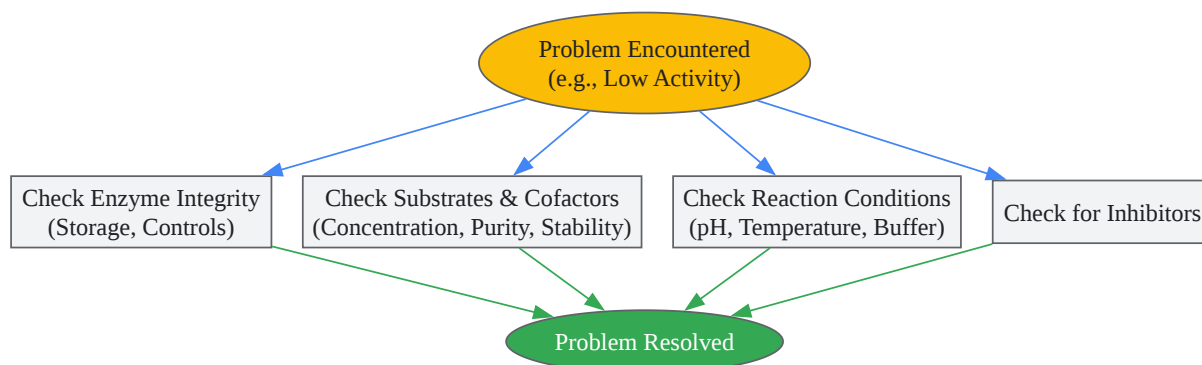 Problem Encountered
(e.g., Low Activity)
Check Enzyme Integrity
(Storage, Controls)
Check Substrates & Cofactors
(Concentration, Purity, Stability)
Check Reaction Conditions
(pH, Temperature, Buffer)
Check for Inhibitors
Problem Resolved